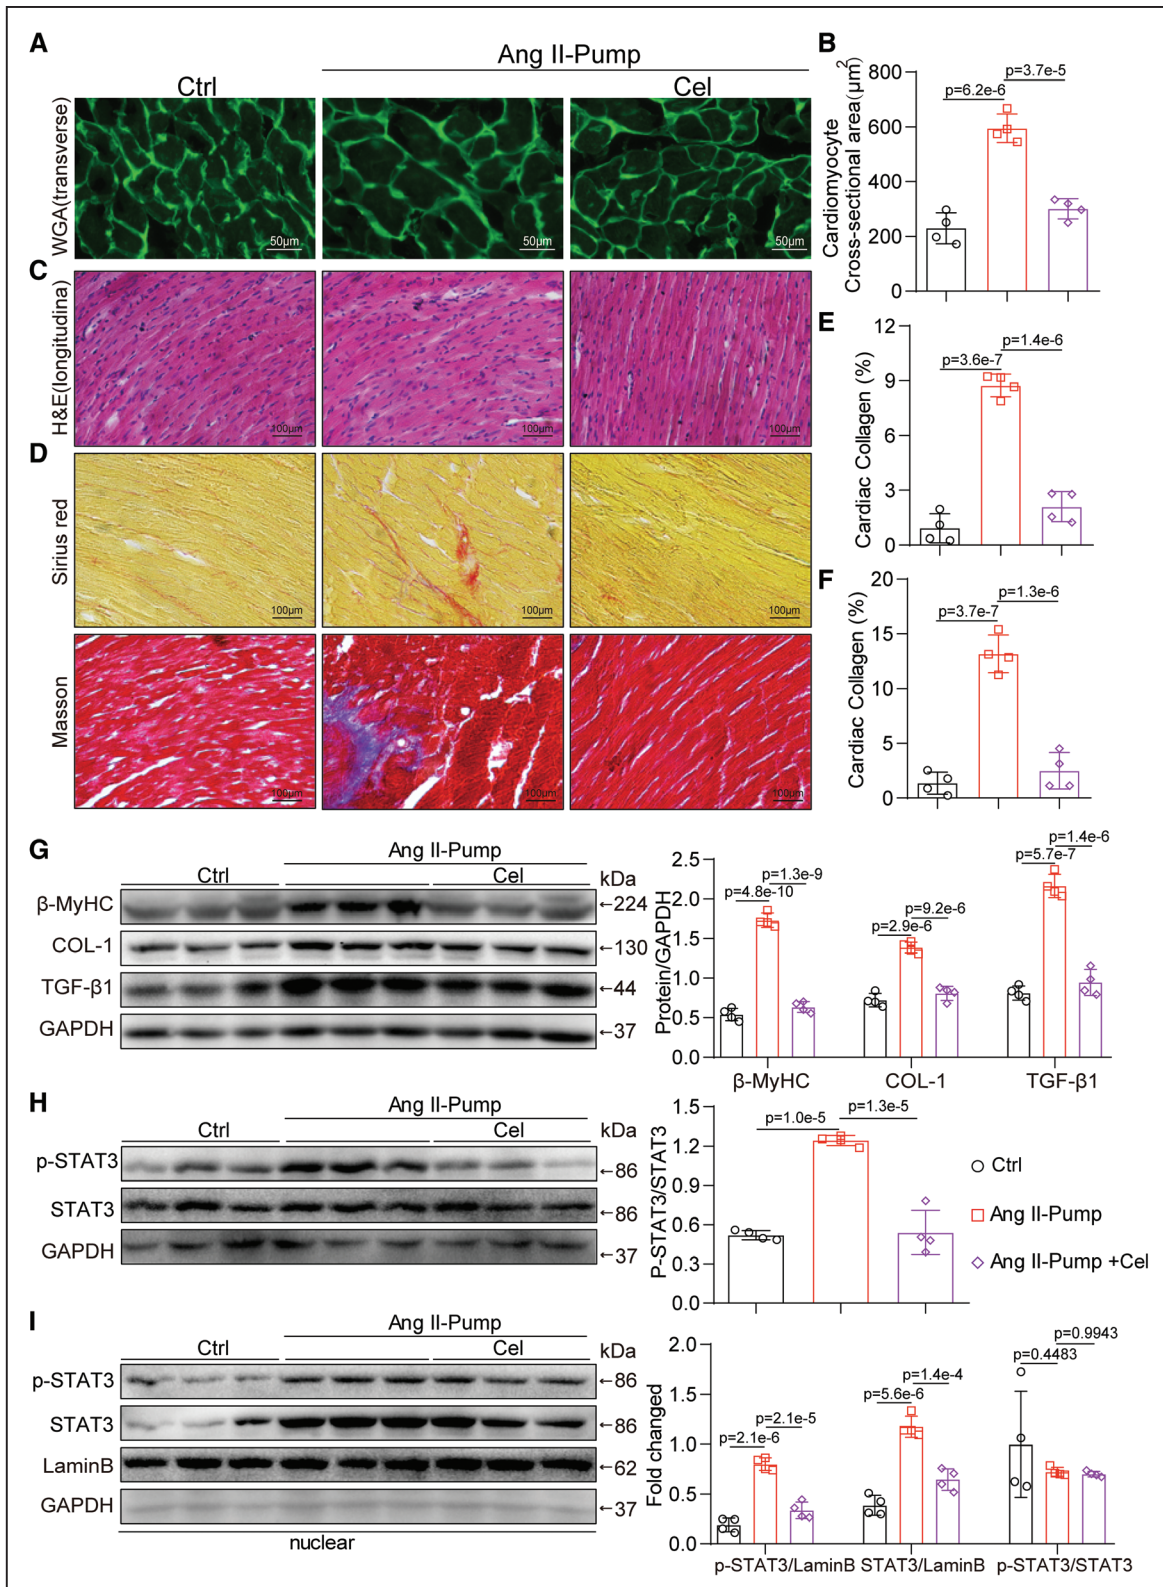 A
Ang II-Pump
Ctrl
Cel
WGA(transverse)
50μm
50μm
50μm
B
Cardiomyocyte
Cross-sectional area(μm²)
800
600
400
200
0
p=6.2e-6
p=3.7e-5
C
H&E(longitudina)
100μm
100μm
100μm
D
Sirius red
100μm
100μm
100μm
Masson
100μm
100μm
100μm
E
Cardiac Collagen (%)
12
9
6
3
0
p=3.6e-7
p=1.4e-6
F
Cardiac Collagen (%)
20
15
10
5
0
p=3.7e-7
p=1.3e-6
G
Ang II-Pump
Ctrl
Cel
kDa
β-MyHC
←224
COL-1
←130
TGF-β1
←44
GAPDH
←37
Protein/GAPDH
2.5
2.0
1.5
1.0
0.5
0.0
p=4.8e-10
p=1.3e-9
p=2.9e-6
p=9.2e-6
p=5.7e-7
p=1.4e-6
β-MyHC
COL-1
TGF-β1
H
Ang II-Pump
Ctrl
Cel
kDa
p-STAT3
←86
STAT3
←86
GAPDH
←37
P-STAT3/STAT3
1.5
1.2
0.9
0.6
0.3
0.0
p=1.0e-5
p=1.3e-5
Ctrl
Ang II-Pump
Ang II-Pump +Cel
I
Ang II-Pump
Ctrl
Cel
kDa
p-STAT3
←86
STAT3
←86
LaminB
←62
GAPDH
←37
nuclear
Fold changed
2.0
1.5
1.0
0.5
0.0
p=2.1e-6
p=2.1e-5
p=5.6e-6
p=1.4e-4
p=0.4483
p=0.9943
p-STAT3/LaminB
STAT3/LaminB
p-STAT3/STAT3